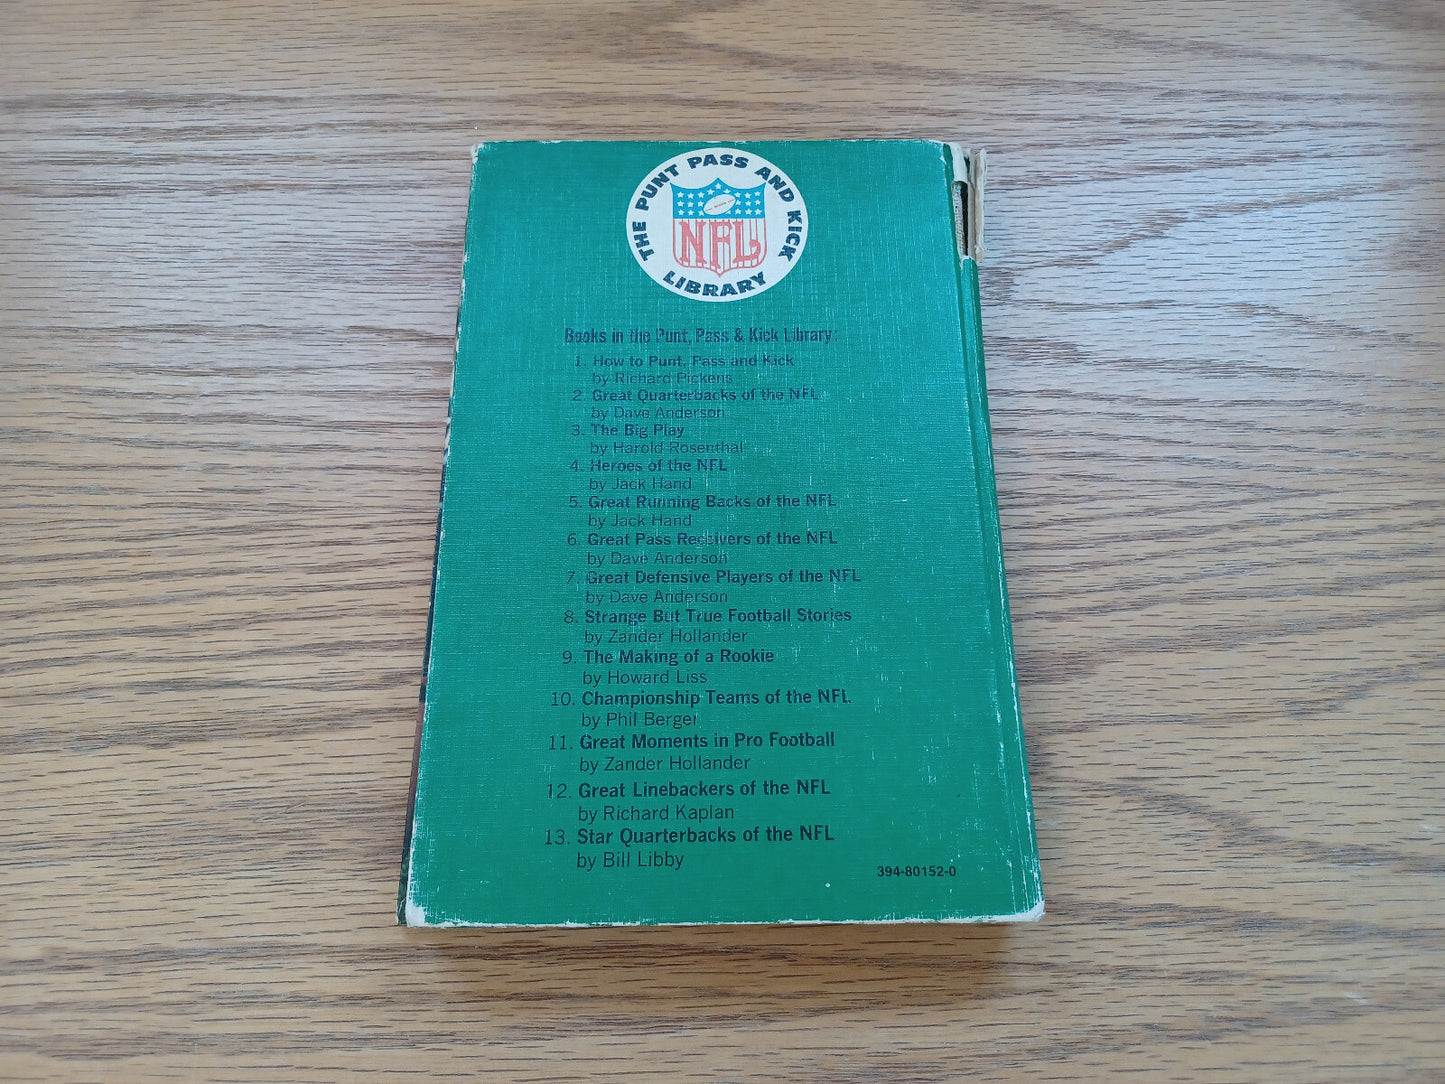 THE PUNT PASS AND KICK
NFL
LIBRARY
Books in the Punt, Pass & Kick Library:
1. How to Punt, Pass and Kick
by Richard Pickens
2. Great Quarterbacks of the NFL
by Dave Anderson
3. The Big Play
by Harold Rosenthal
4. Heroes of the NFL
by Jack Hand
5. Great Running Backs of the NFL
by Jack Hand
6. Great Pass Receivers of the NFL
by Dave Anderson
7. Great Defensive Players of the NFL
by Dave Anderson
8. Strange But True Football Stories
by Zander Hollander
9. The Making of a Rookie
by Howard Liss
10. Championship Teams of the NFL
by Phil Berger
11. Great Moments in Pro Football
by Zander Hollander
12. Great Linebackers of the NFL
by Richard Kaplan
13. Star Quarterbacks of the NFL
by Bill Libby
394-80152-0